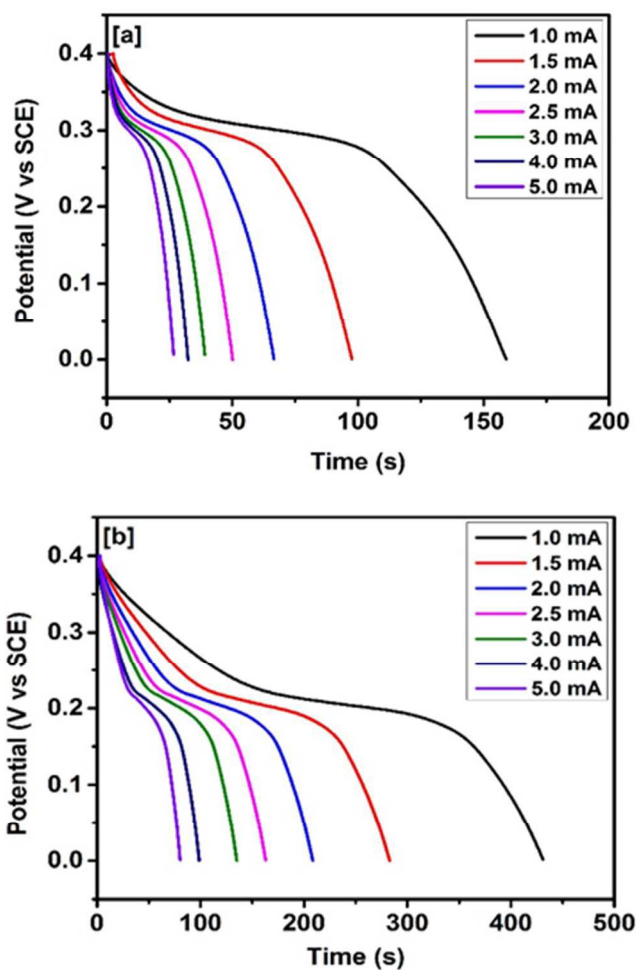 [a]
1.0 mA
1.5 mA
2.0 mA
2.5 mA
3.0 mA
4.0 mA
5.0 mA
0.4
0.3
0.2
0.1
0.0
Potential (V vs SCE)
0
50
100
150
200
Time (s)
[b]
1.0 mA
1.5 mA
2.0 mA
2.5 mA
3.0 mA
4.0 mA
5.0 mA
0.4
0.3
0.2
0.1
0.0
Potential (V vs SCE)
0
100
200
300
400
500
Time (s)